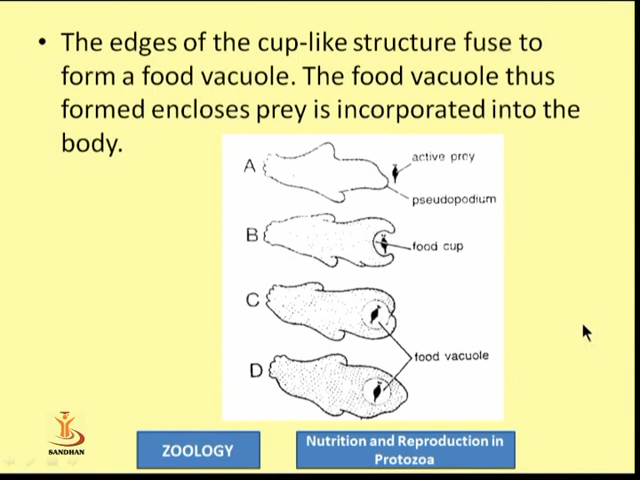 • The edges of the cup-like structure fuse to
form a food vacuole. The food vacuole thus
formed encloses prey is incorporated into the
body.
A
active prey
pseudopodium
B
food cup
C
food vacuole
D
SANDHAN
ZOOLOGY
Nutrition and Reproduction in
Protozoa